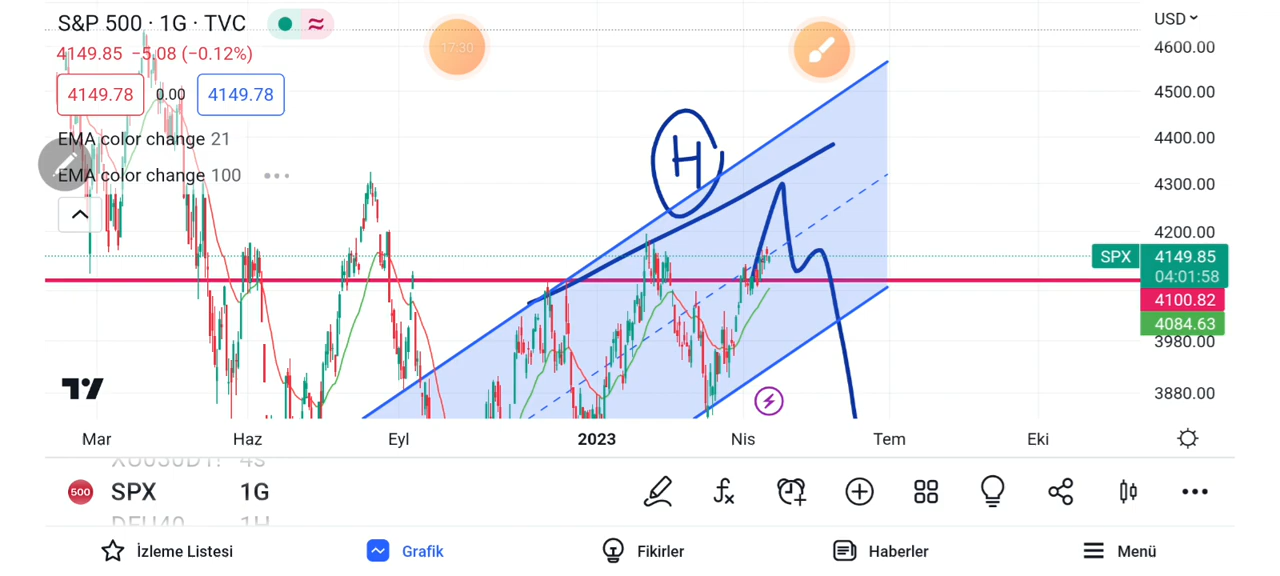 S&P 500 · 1G · TVC
USD
4149.85 −5.08 (−0.12%)
17:30
4149.78 0.00 4149.78
EMA color change 21
EMA color change 100
H
4600.00
4500.00
4400.00
4300.00
4200.00
SPX 4149.85
04:01:58
4100.82
4084.63
3980.00
3880.00
Mar Haz Eyl 2023 Nis Tem Eki
500 SPX 1G
İzleme Listesi Grafik Fikirler Haberler Menü